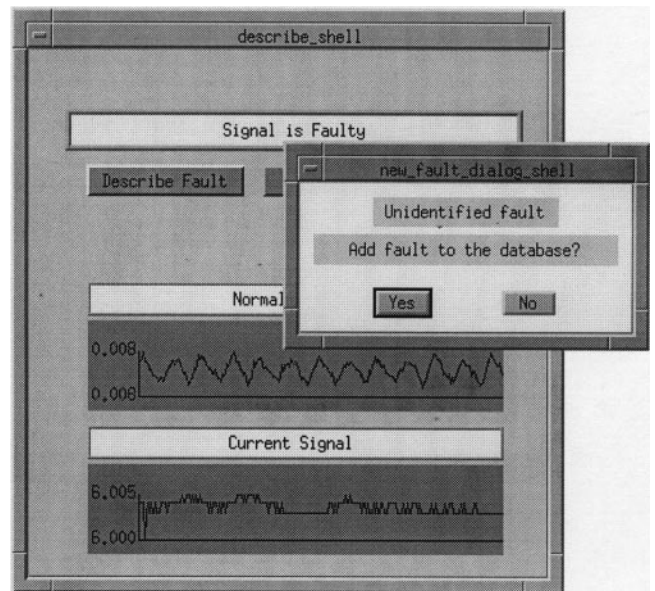 describe_shell
Signal is Faulty
Describe Fault
new_fault_dialog_shell
Unidentified fault
Add fault to the database?
Yes No
Normal
0.008
0.006
Current Signal
6.005
6.000